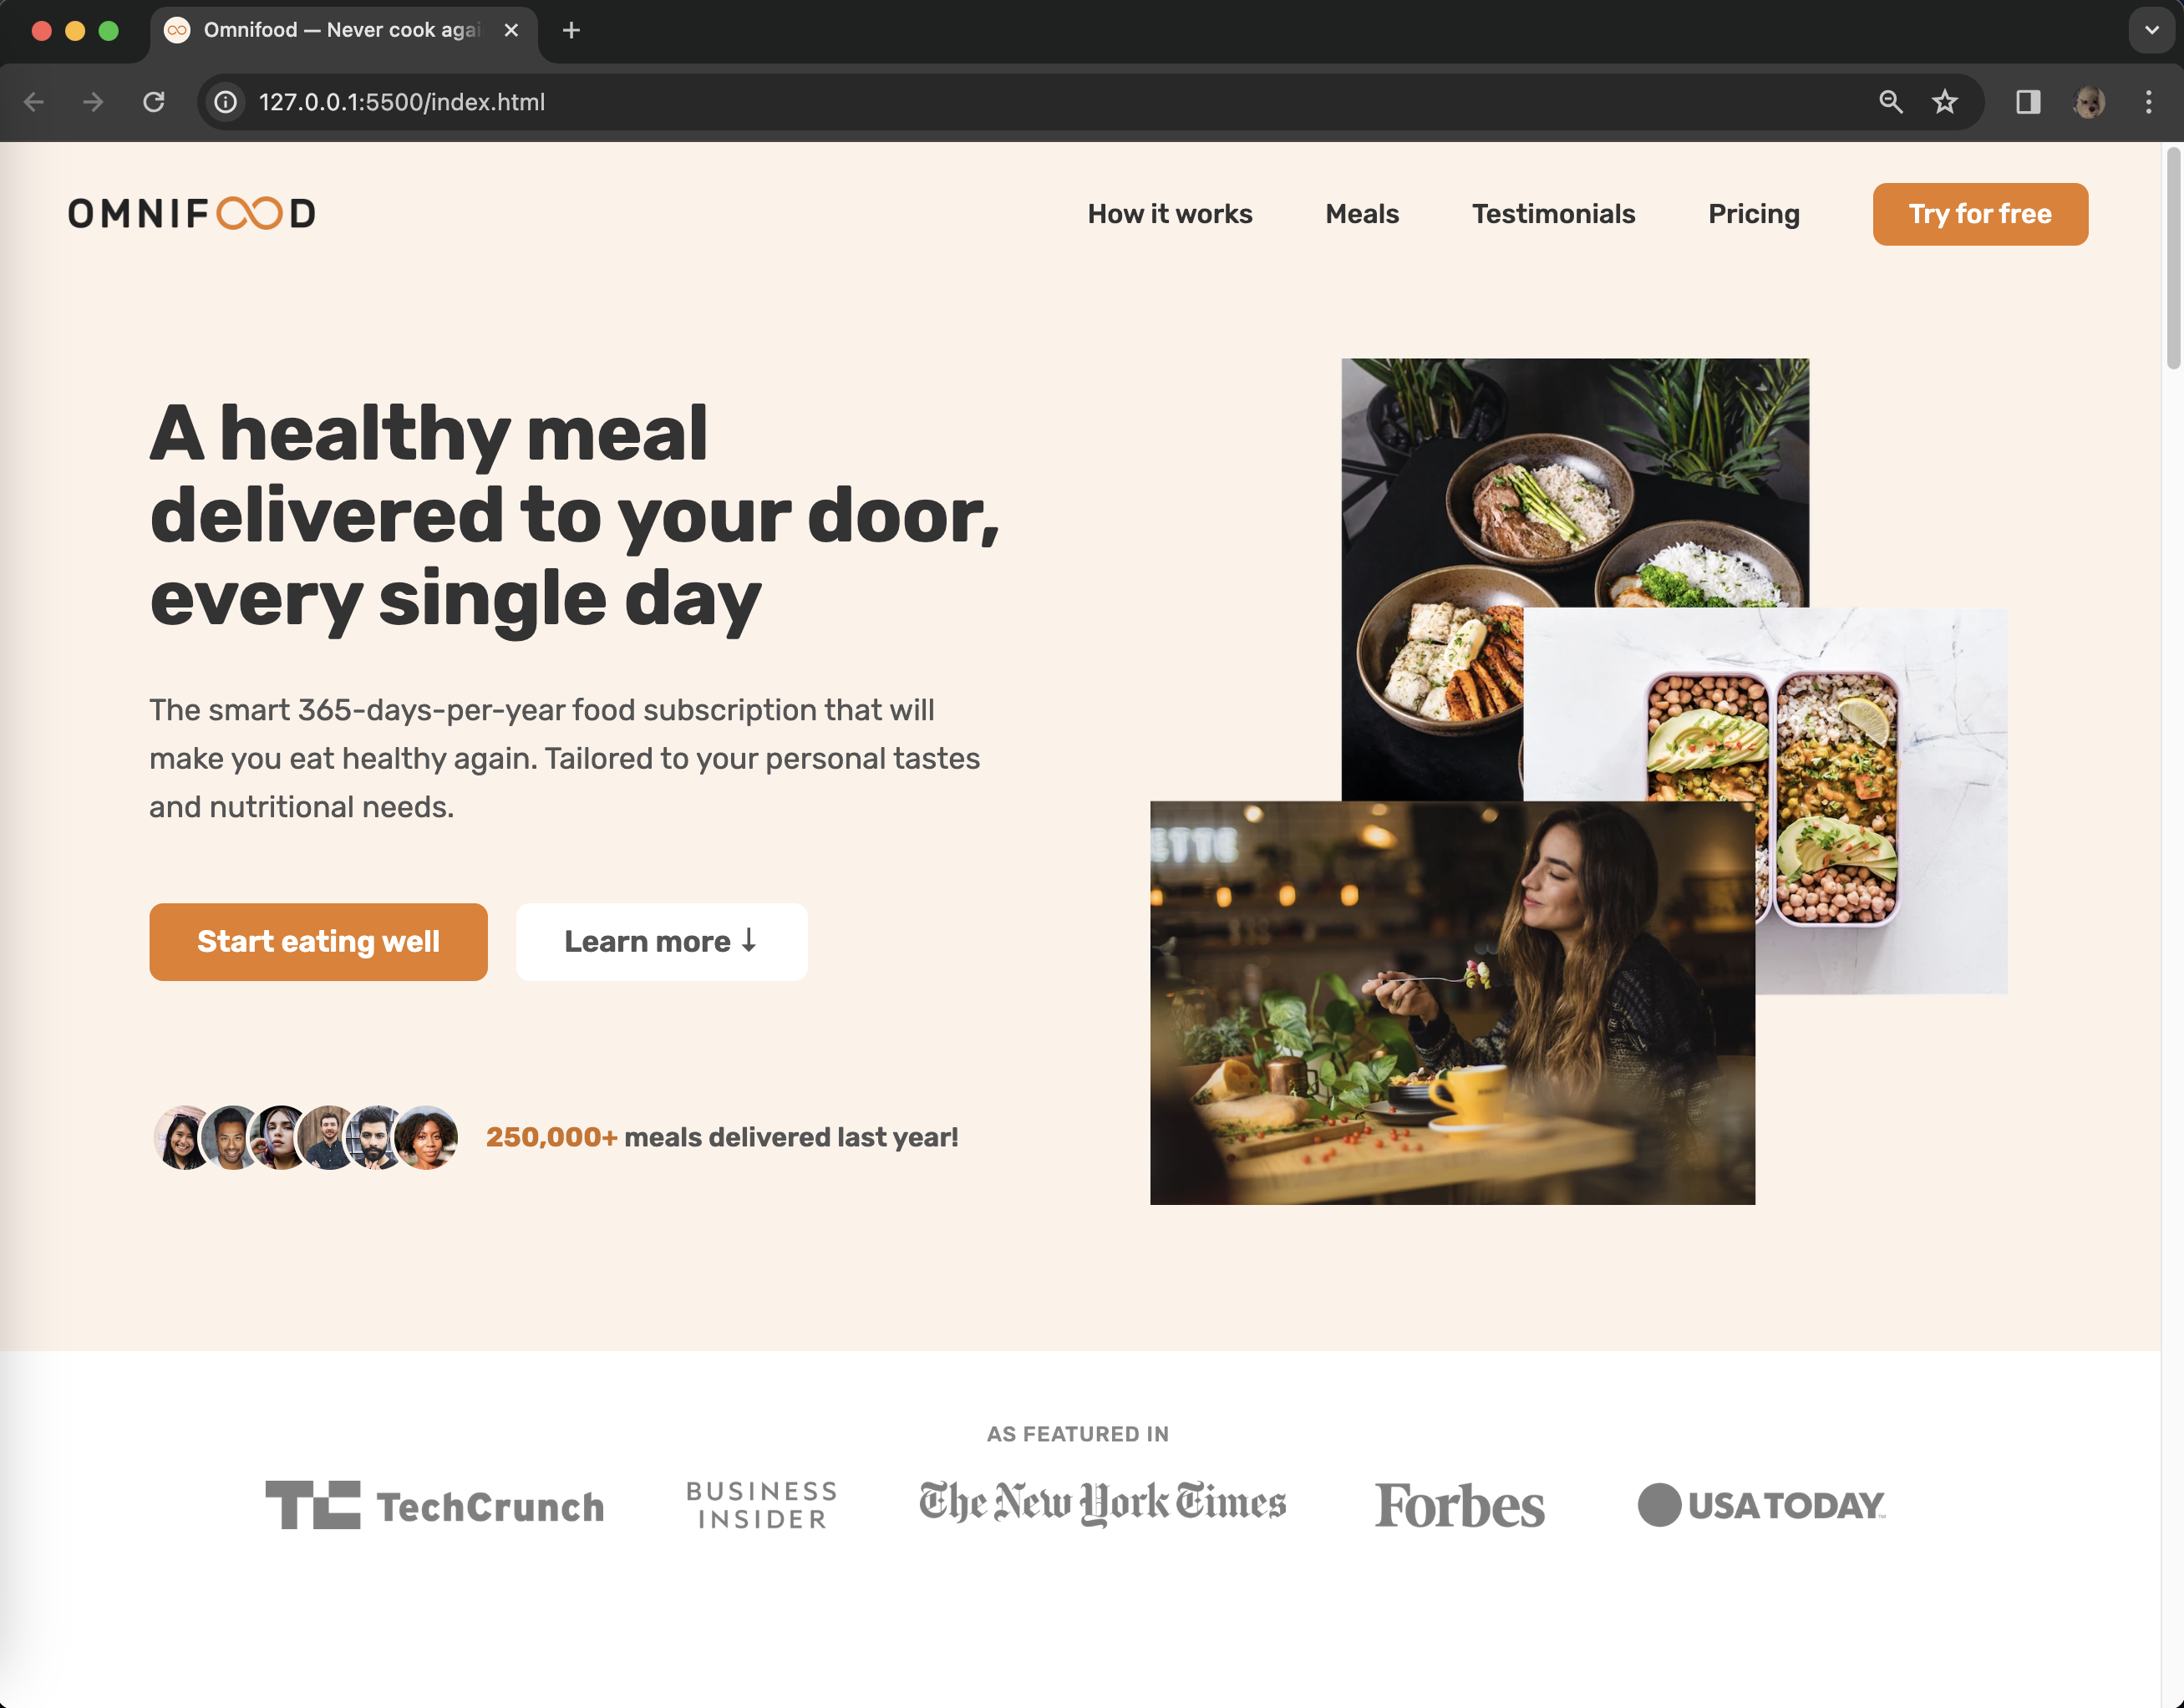 Omnifood — Never cook agai
127.0.0.1:5500/index.html
OMNIFOOD
How it works
Meals
Testimonials
Pricing
Try for free
A healthy meal
delivered to your door,
every single day
The smart 365-days-per-year food subscription that will
make you eat healthy again. Tailored to your personal tastes
and nutritional needs.
Start eating well
Learn more ↓
ETTE
250,000+ meals delivered last year!
AS FEATURED IN
TC TechCrunch
BUSINESS
INSIDER
The New York Times
Forbes
USA TODAY™